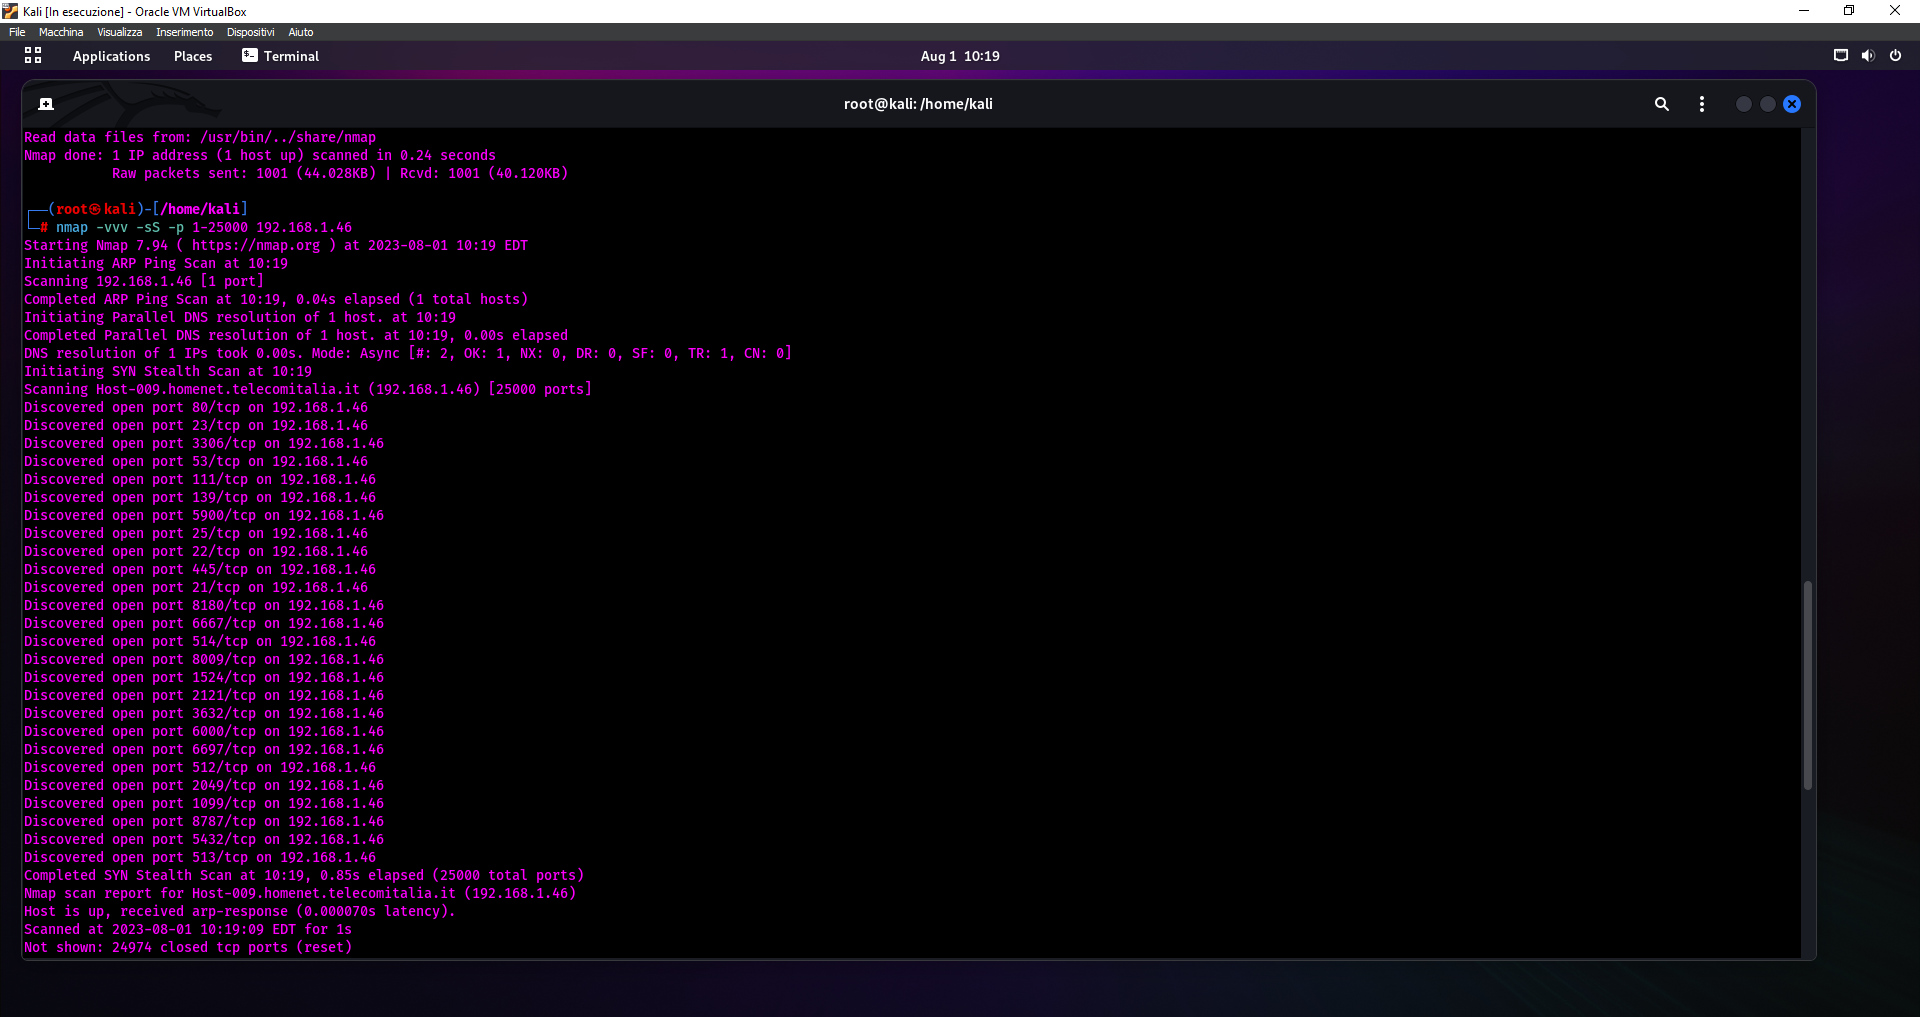 Kali [In esecuzione] - Oracle VM VirtualBox
File Macchina Visualizza Inserimento Dispositivi Aiuto
Applications Places Terminal Aug 1 10:19
root@kali: /home/kali
Read data files from: /usr/bin/../share/nmap
Nmap done: 1 IP address (1 host up) scanned in 0.24 seconds
Raw packets sent: 1001 (44.028KB) | Rcvd: 1001 (40.120KB)
┌──(root㉿kali)-[/home/kali]
└─# nmap -vvv -sS -p 1-25000 192.168.1.46
Starting Nmap 7.94 ( https://nmap.org ) at 2023-08-01 10:19 EDT
Initiating ARP Ping Scan at 10:19
Scanning 192.168.1.46 [1 port]
Completed ARP Ping Scan at 10:19, 0.04s elapsed (1 total hosts)
Initiating Parallel DNS resolution of 1 host. at 10:19
Completed Parallel DNS resolution of 1 host. at 10:19, 0.00s elapsed
DNS resolution of 1 IPs took 0.00s. Mode: Async [#: 2, OK: 1, NX: 0, DR: 0, SF: 0, TR: 1, CN: 0]
Initiating SYN Stealth Scan at 10:19
Scanning Host-009.homenet.telecomitalia.it (192.168.1.46) [25000 ports]
Discovered open port 80/tcp on 192.168.1.46
Discovered open port 23/tcp on 192.168.1.46
Discovered open port 3306/tcp on 192.168.1.46
Discovered open port 53/tcp on 192.168.1.46
Discovered open port 111/tcp on 192.168.1.46
Discovered open port 139/tcp on 192.168.1.46
Discovered open port 5900/tcp on 192.168.1.46
Discovered open port 25/tcp on 192.168.1.46
Discovered open port 22/tcp on 192.168.1.46
Discovered open port 445/tcp on 192.168.1.46
Discovered open port 21/tcp on 192.168.1.46
Discovered open port 8180/tcp on 192.168.1.46
Discovered open port 6667/tcp on 192.168.1.46
Discovered open port 514/tcp on 192.168.1.46
Discovered open port 8009/tcp on 192.168.1.46
Discovered open port 1524/tcp on 192.168.1.46
Discovered open port 2121/tcp on 192.168.1.46
Discovered open port 3632/tcp on 192.168.1.46
Discovered open port 6000/tcp on 192.168.1.46
Discovered open port 6697/tcp on 192.168.1.46
Discovered open port 512/tcp on 192.168.1.46
Discovered open port 2049/tcp on 192.168.1.46
Discovered open port 1099/tcp on 192.168.1.46
Discovered open port 8787/tcp on 192.168.1.46
Discovered open port 5432/tcp on 192.168.1.46
Discovered open port 513/tcp on 192.168.1.46
Completed SYN Stealth Scan at 10:19, 0.85s elapsed (25000 total ports)
Nmap scan report for Host-009.homenet.telecomitalia.it (192.168.1.46)
Host is up, received arp-response (0.000070s latency).
Scanned at 2023-08-01 10:19:09 EDT for 1s
Not shown: 24974 closed tcp ports (reset)